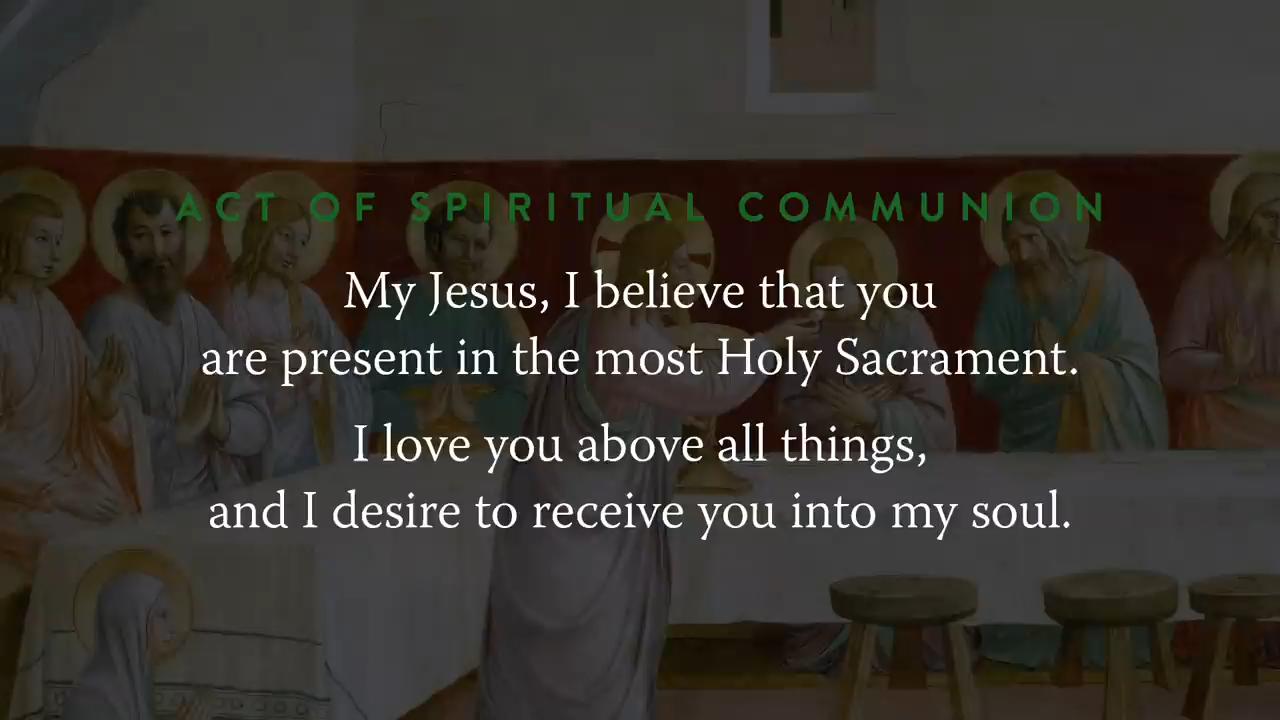 ACT OF SPIRITUAL COMMUNION
My Jesus, I believe that you
are present in the most Holy Sacrament.
I love you above all things,
and I desire to receive you into my soul.